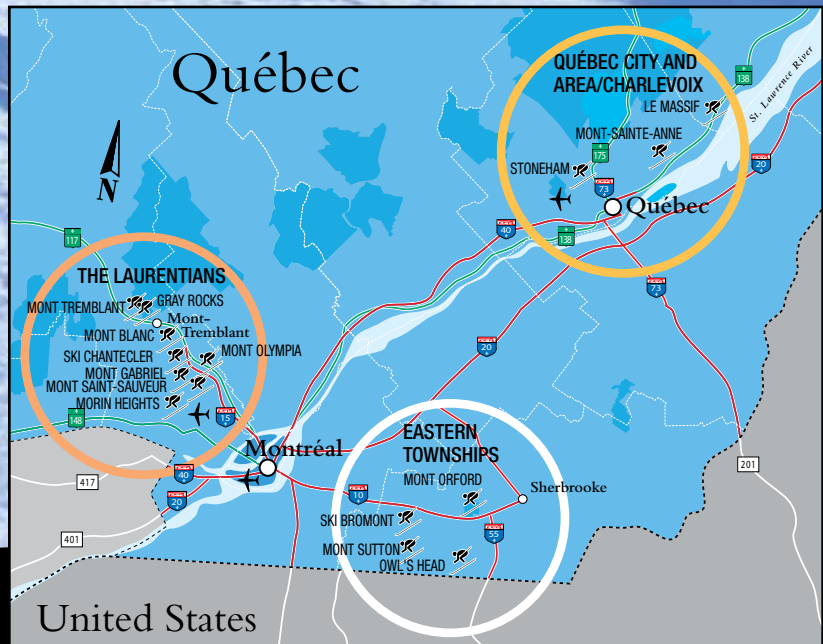 Québec
QUÉBEC CITY AND
AREA/CHARLEVOIX
LE MASSIF
MONT-SAINTE-ANNE
STONEHAM
Québec
St. Lawrence River
138
175
73
20
40
138
73
N
117
THE LAURENTIANS
MONT TREMBLANT
GRAY ROCKS
Mont-
Tremblant
MONT BLANC
SKI CHANTECLER
MONT OLYMPIA
MONT GABRIEL
MONT SAINT-SAUVEUR
MORIN HEIGHTS
148
15
20
Montréal
40
417
20
401
EASTERN
TOWNSHIPS
MONT ORFORD
Sherbrooke
10
SKI BROMONT
55
MONT SUTTON
OWL'S HEAD
201
United States